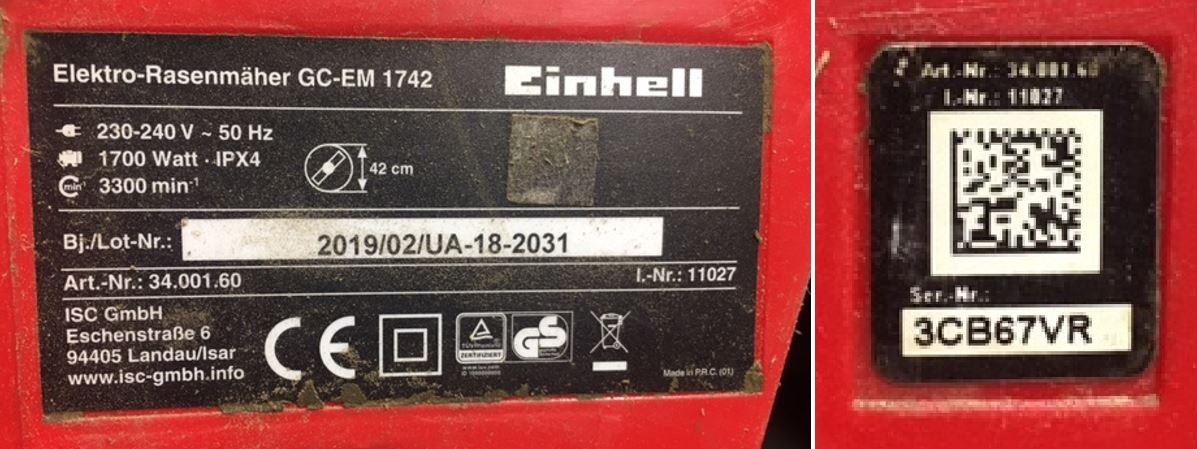 Elektro-Rasenmäher GC-EM 1742
Einhell
230-240 V ~ 50 Hz
1700 Watt · IPX4
3300 min⁻¹
min⁻¹
42 cm
Bj./Lot-Nr.: 2019/02/UA-18-2031
Art.-Nr.: 34.001.60
I.-Nr.: 11027
ISC GmbH
Eschenstraße 6
94405 Landau/Isar
www.isc-gmbh.info
CE
ZERTIFIZIERT
GS
Made in P.R.C. (01)
Art.-Nr.: 34.001.60
I.-Nr.: 11027
Ser.-Nr.:
3CB67VR